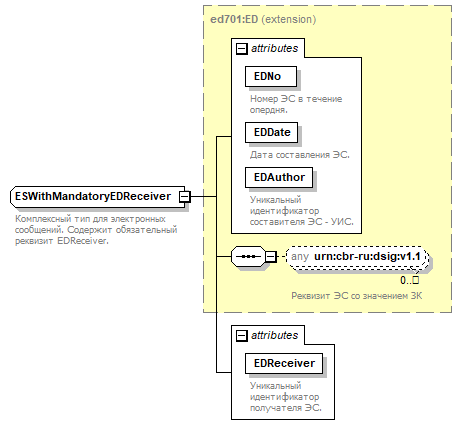 ed701:ED (extension)
attributes
EDNo
Номер ЭС в течение
опердня.
EDDate
Дата составления ЭС.
EDAuthor
Уникальный
идентификатор
составителя ЭС - УИС.
ESWithMandatoryEDReceiver
Комплексный тип для электронных
сообщений. Содержит обязательный
реквизит EDReceiver.
any urn:cbr-ru:dsig:v1.1
0..□
Реквизит ЭС со значением ЗК
attributes
EDReceiver
Уникальный
идентификатор
получателя ЭС.